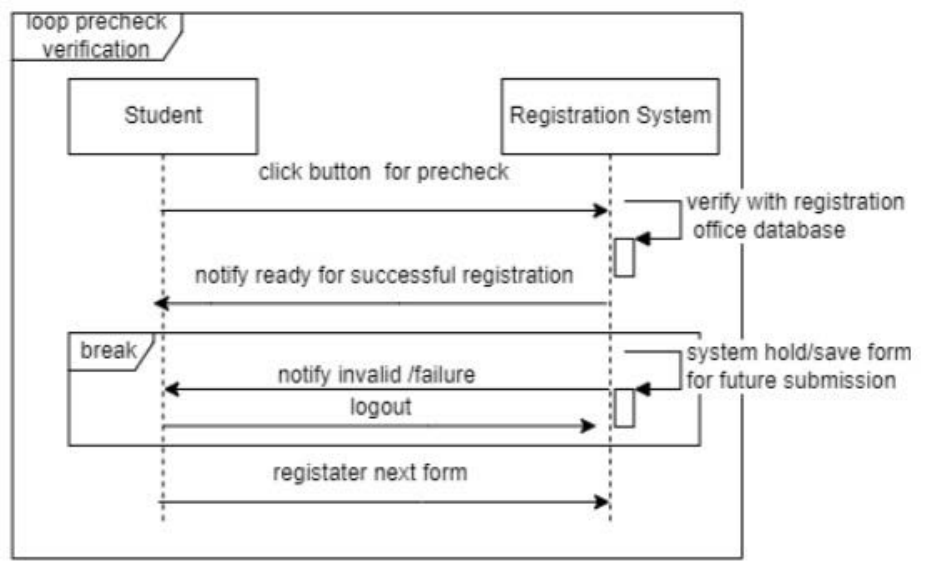 loop precheck
verification
Student
Registration System
click button for precheck
verify with registration
office database
notify ready for successful registration
break
system hold/save form
for future submission
notify invalid /failure
logout
registater next form